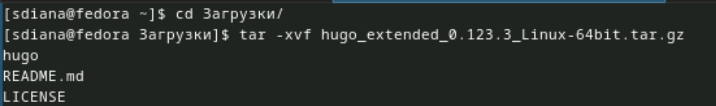 [sdiana@fedora ~]$ cd Загрузки/
[sdiana@fedora Загрузки]$ tar -xvf hugo_extended_0.123.3_Linux-64bit.tar.gz
hugo
README.md
LICENSE